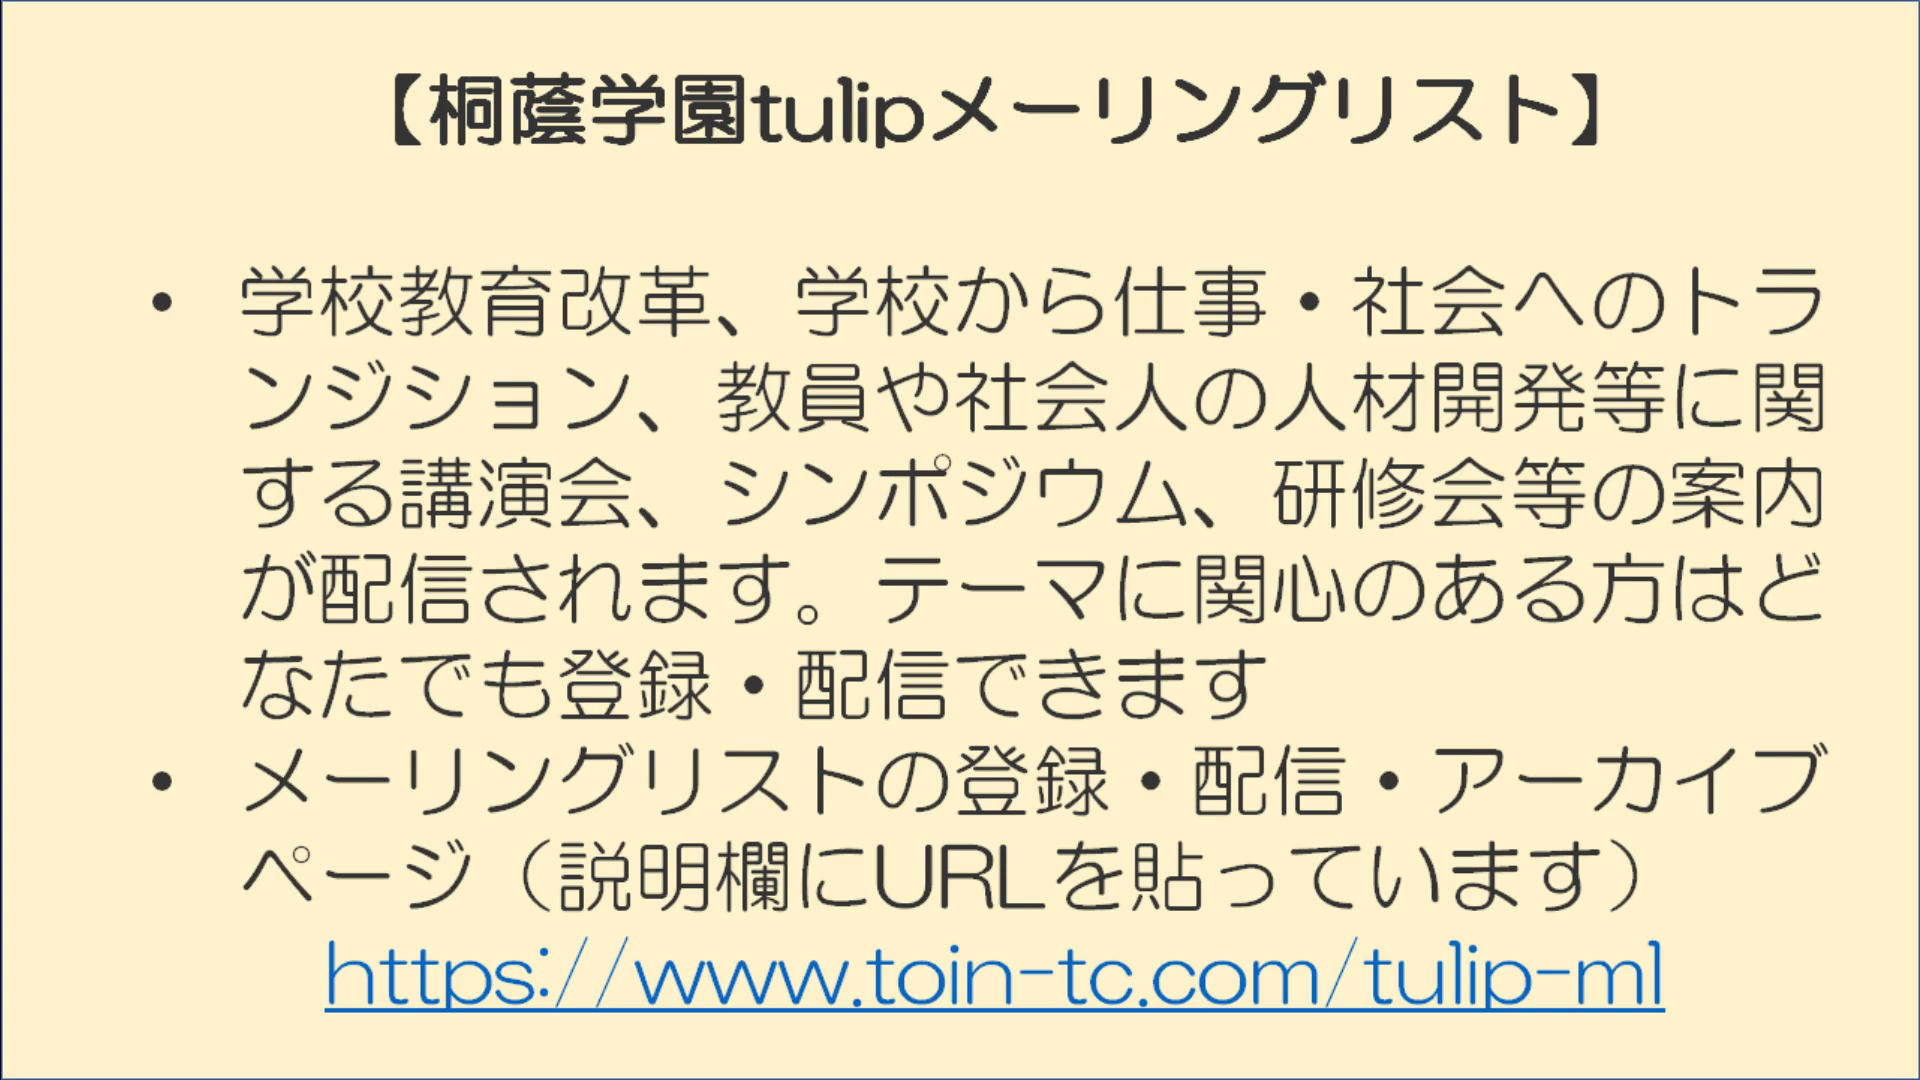 【桐蔭学園tulipメーリングリスト】
• 学校教育改革、学校から仕事・社会へのトラ
ンジション、教員や社会人の人材開発等に関
する講演会、シンポジウム、研修会等の案内
が配信されます。テーマに関心のある方はど
なたでも登録・配信できます
• メーリングリストの登録・配信・アーカイブ
ページ（説明欄にURLを貼っています）
https://www.toin-tc.com/tulip-ml